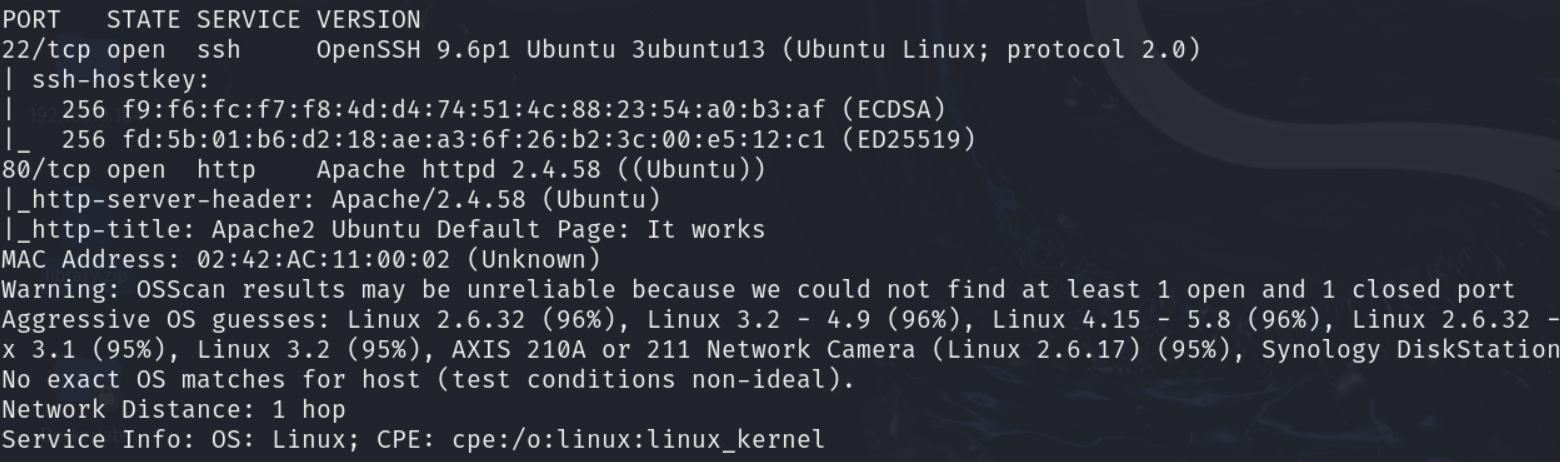 PORT   STATE SERVICE VERSION
22/tcp open  ssh     OpenSSH 9.6p1 Ubuntu 3ubuntu13 (Ubuntu Linux; protocol 2.0)
| ssh-hostkey:
|   256 f9:f6:fc:f7:f8:4d:d4:74:51:4c:88:23:54:a0:b3:af (ECDSA)
|_  256 fd:5b:01:b6:d2:18:ae:a3:6f:26:b2:3c:00:e5:12:c1 (ED25519)
80/tcp open  http    Apache httpd 2.4.58 ((Ubuntu))
|_http-server-header: Apache/2.4.58 (Ubuntu)
|_http-title: Apache2 Ubuntu Default Page: It works
MAC Address: 02:42:AC:11:00:02 (Unknown)
Warning: OSScan results may be unreliable because we could not find at least 1 open and 1 closed port
Aggressive OS guesses: Linux 2.6.32 (96%), Linux 3.2 - 4.9 (96%), Linux 4.15 - 5.8 (96%), Linux 2.6.32 -
x 3.1 (95%), Linux 3.2 (95%), AXIS 210A or 211 Network Camera (Linux 2.6.17) (95%), Synology DiskStation
No exact OS matches for host (test conditions non-ideal).
Network Distance: 1 hop
Service Info: OS: Linux; CPE: cpe:/o:linux:linux_kernel